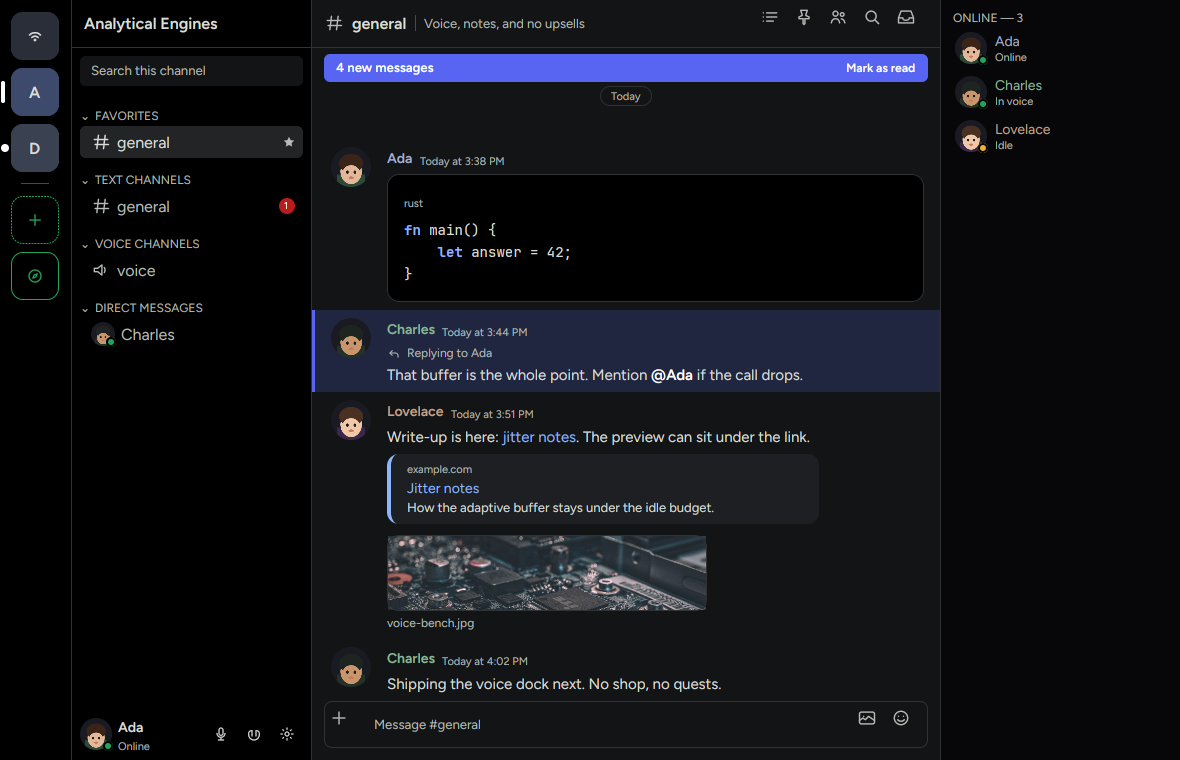 A
D
Analytical Engines
Search this channel
FAVORITES
general
TEXT CHANNELS
general
1
VOICE CHANNELS
voice
DIRECT MESSAGES
Charles
Ada
Online
# general
Voice, notes, and no upsells
4 new messages
Mark as read
Today
Ada Today at 3:38 PM
rust
fn main() {
    let answer = 42;
}
Charles Today at 3:44 PM
Replying to Ada
That buffer is the whole point. Mention @Ada if the call drops.
Lovelace Today at 3:51 PM
Write-up is here: jitter notes. The preview can sit under the link.
example.com
Jitter notes
How the adaptive buffer stays under the idle budget.
voice-bench.jpg
Charles Today at 4:02 PM
Shipping the voice dock next. No shop, no quests.
Message #general
ONLINE — 3
Ada
Online
Charles
In voice
Lovelace
Idle